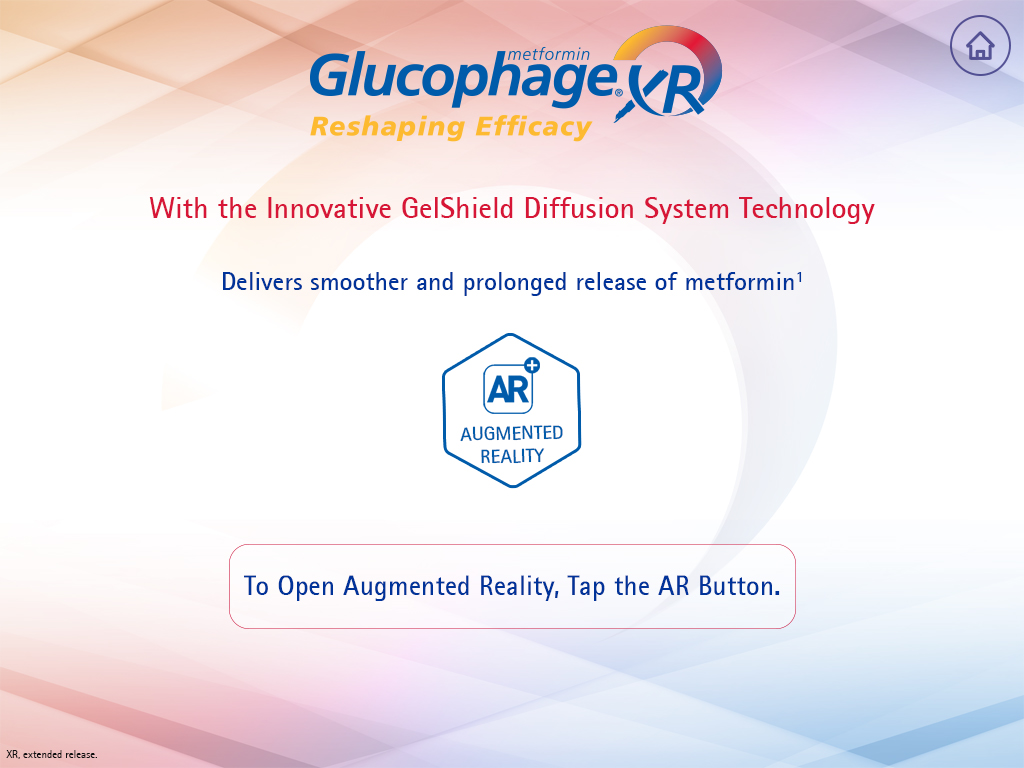 metformin
Glucophage® XR
Reshaping Efficacy
With the Innovative GelShield Diffusion System Technology
Delivers smoother and prolonged release of metformin¹
AR
AUGMENTED
REALITY
To Open Augmented Reality, Tap the AR Button.
XR, extended release.